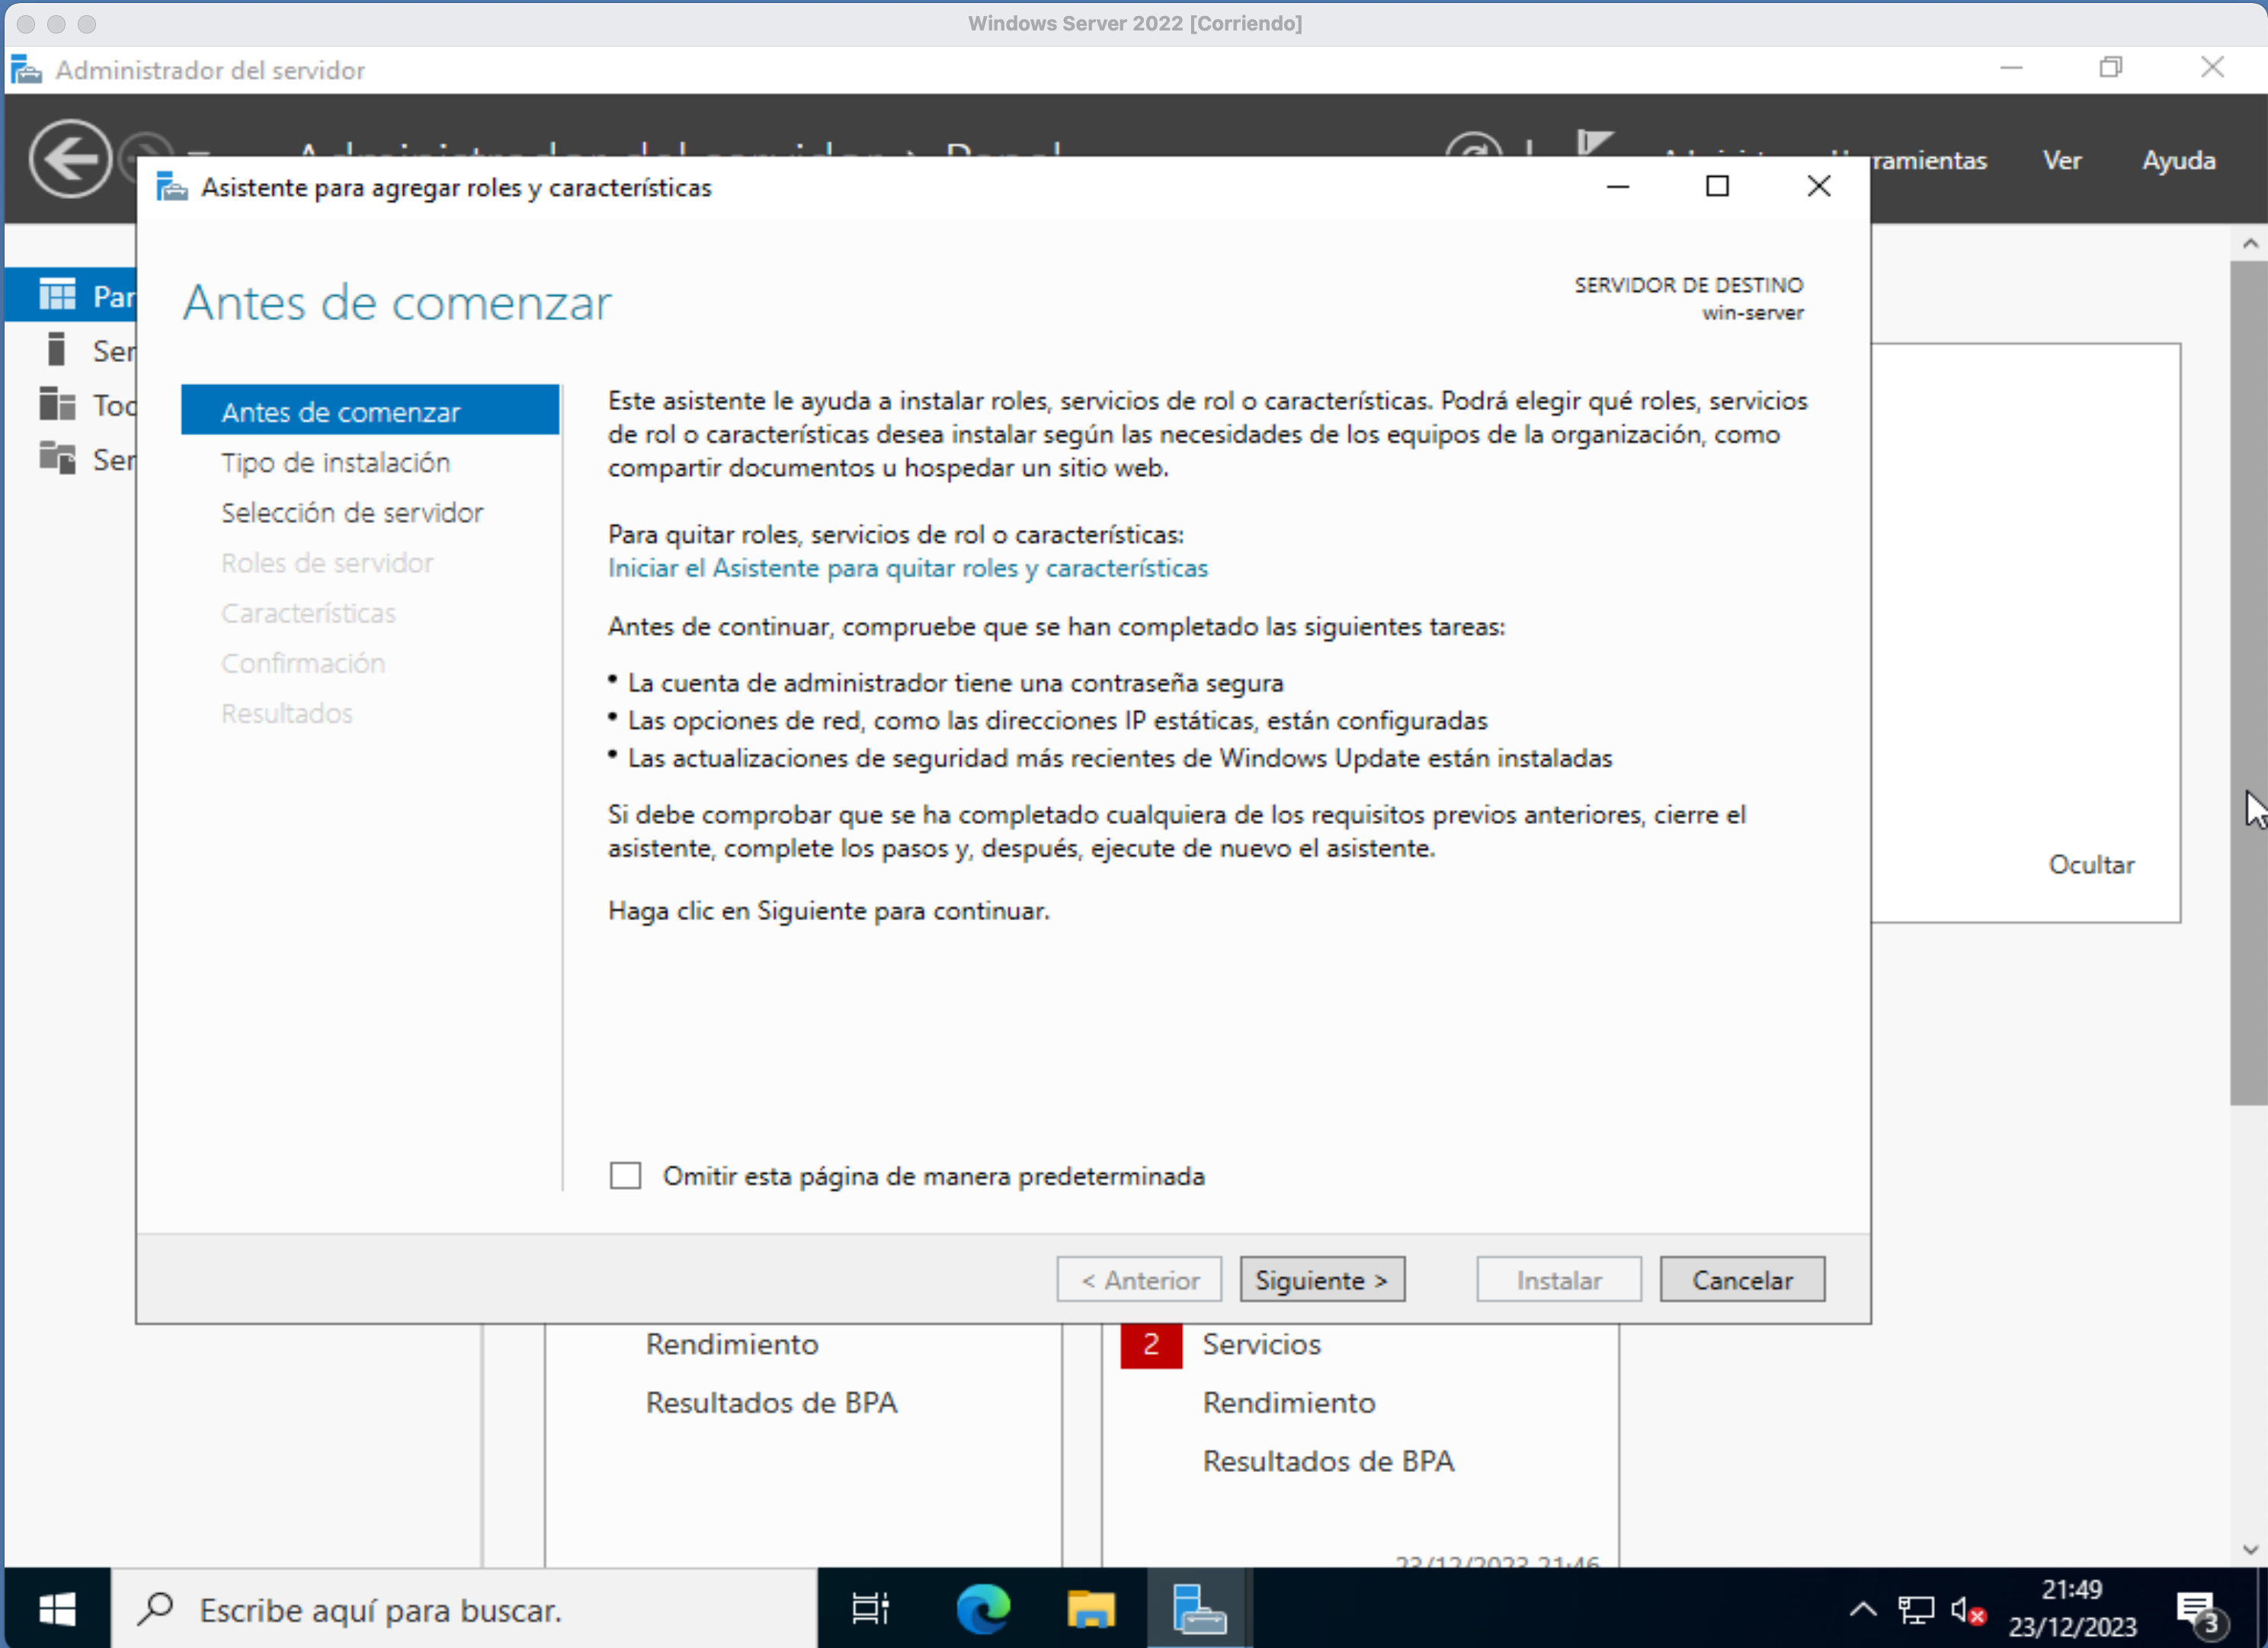 Windows Server 2022 [Corriendo]
Administrador del servidor
Ver
Ayuda
Asistente para agregar roles y características
Antes de comenzar
SERVIDOR DE DESTINO
win-server
Antes de comenzar
Tipo de instalación
Selección de servidor
Roles de servidor
Características
Confirmación
Resultados
Este asistente le ayuda a instalar roles, servicios de rol o características. Podrá elegir qué roles, servicios
de rol o características desea instalar según las necesidades de los equipos de la organización, como
compartir documentos u hospedar un sitio web.
Para quitar roles, servicios de rol o características:
Iniciar el Asistente para quitar roles y características
Antes de continuar, compruebe que se han completado las siguientes tareas:
• La cuenta de administrador tiene una contraseña segura
• Las opciones de red, como las direcciones IP estáticas, están configuradas
• Las actualizaciones de seguridad más recientes de Windows Update están instaladas
Si debe comprobar que se ha completado cualquiera de los requisitos previos anteriores, cierre el
asistente, complete los pasos y, después, ejecute de nuevo el asistente.
Haga clic en Siguiente para continuar.
Omitir esta página de manera predeterminada
< Anterior
Siguiente >
Instalar
Cancelar
Ocultar
Rendimiento
Resultados de BPA
2 Servicios
Rendimiento
Resultados de BPA
23/12/2023 21:46
Escribe aquí para buscar.
21:49
23/12/2023
3